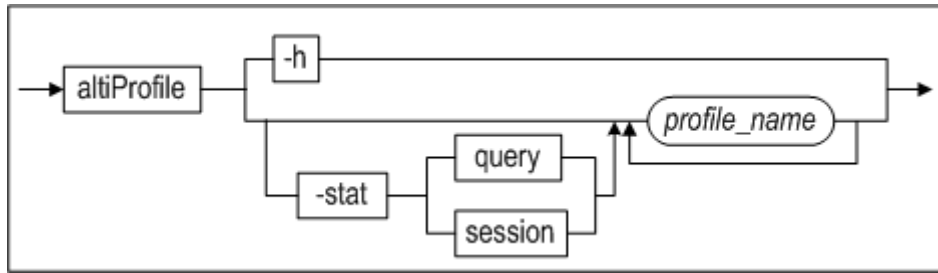 -h
altiProfile
profile_name
query
-stat
session